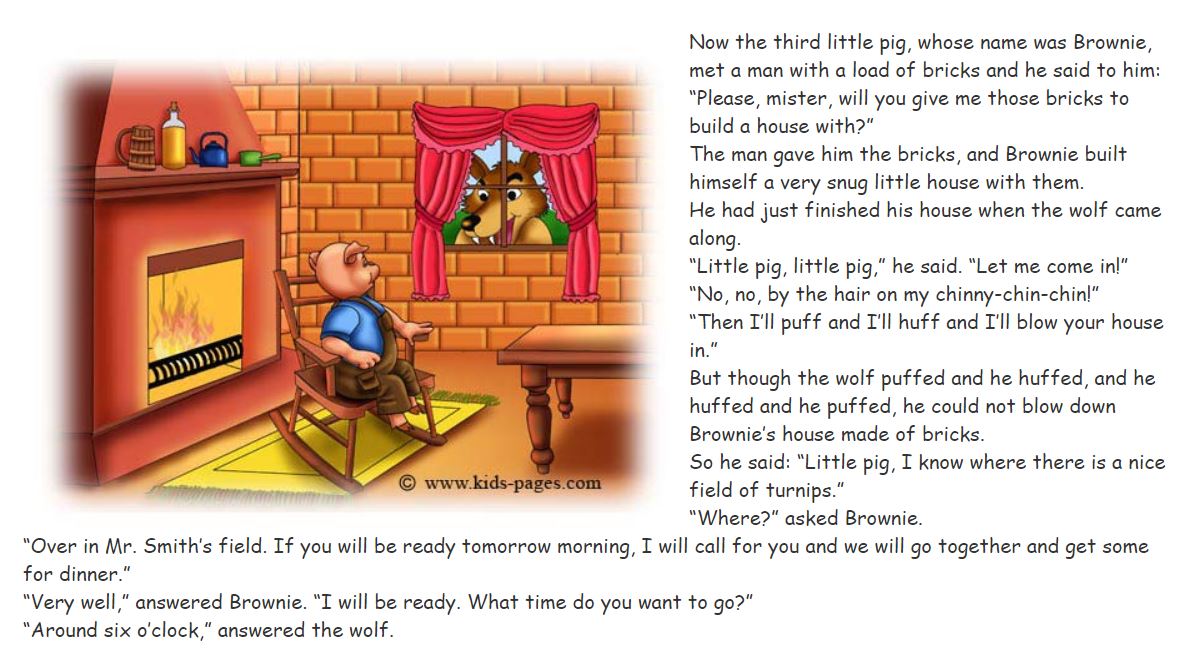 Now the third little pig, whose name was Brownie,
met a man with a load of bricks and he said to him:
“Please, mister, will you give me those bricks to
build a house with?”
The man gave him the bricks, and Brownie built
himself a very snug little house with them.
He had just finished his house when the wolf came
along.
“Little pig, little pig,” he said. “Let me come in!”
“No, no, by the hair on my chinny-chin-chin!”
“Then I’ll puff and I’ll huff and I’ll blow your house
in.”
But though the wolf puffed and he huffed, and he
huffed and he puffed, he could not blow down
Brownie’s house made of bricks.
So he said: “Little pig, I know where there is a nice
field of turnips.”
“Where?” asked Brownie.
© www.kids-pages.com
“Over in Mr. Smith’s field. If you will be ready tomorrow morning, I will call for you and we will go together and get some
for dinner.”
“Very well,” answered Brownie. “I will be ready. What time do you want to go?”
“Around six o’clock,” answered the wolf.